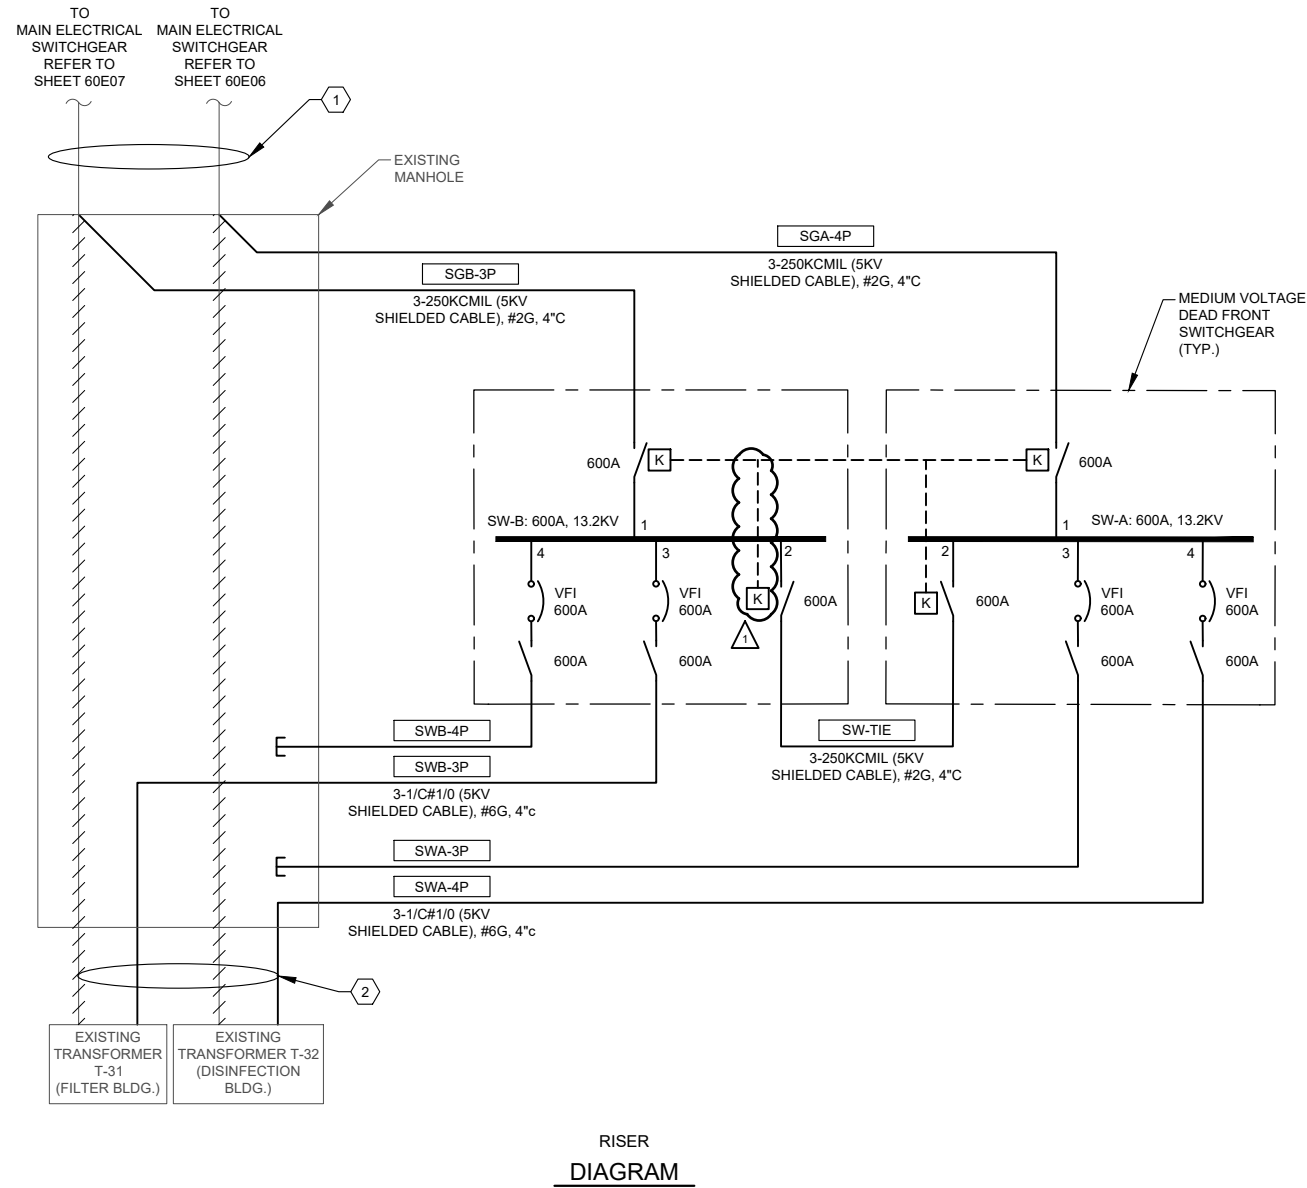 TO
MAIN ELECTRICAL
SWITCHGEAR
REFER TO
SHEET 60E07
TO
MAIN ELECTRICAL
SWITCHGEAR
REFER TO
SHEET 60E06
1
EXISTING
MANHOLE
SGA-4P
3-250KCMIL (5KV
SHIELDED CABLE), #2G, 4"C
SGB-3P
3-250KCMIL (5KV
SHIELDED CABLE), #2G, 4"C
MEDIUM VOLTAGE
DEAD FRONT
SWITCHGEAR
(TYP.)
600A
K
K
600A
SW-B: 600A, 13.2KV
1
1
SW-A: 600A, 13.2KV
4
3
2
2
3
4
VFI
600A
VFI
600A
K
600A
K
600A
VFI
600A
VFI
600A
1
600A
600A
600A
600A
SWB-4P
SW-TIE
3-250KCMIL (5KV
SHIELDED CABLE), #2G, 4"C
SWB-3P
3-1/C#1/0 (5KV
SHIELDED CABLE), #6G, 4"c
SWA-3P
SWA-4P
3-1/C#1/0 (5KV
SHIELDED CABLE), #6G, 4"c
2
EXISTING
TRANSFORMER
T-31
(FILTER BLDG.)
EXISTING
TRANSFORMER T-32
(DISINFECTION
BLDG.)
RISER
DIAGRAM